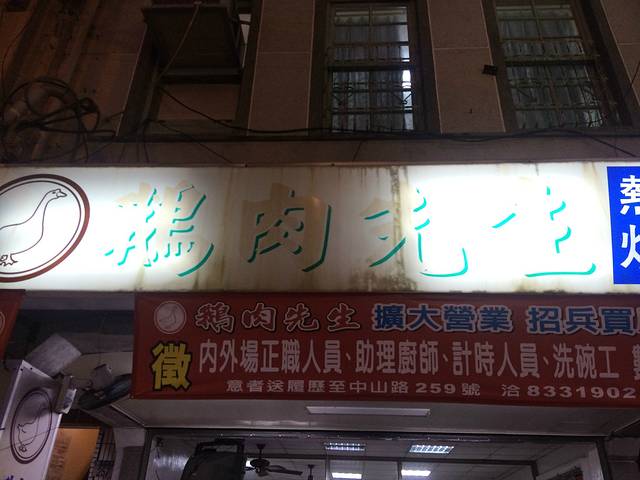 鵝肉先生
熱炒
鵝肉先生 擴大營業 招兵買
徵 內外場正職人員、助理廚師、計時人員、洗碗工
意者送履歷至中山路259號 洽8331902